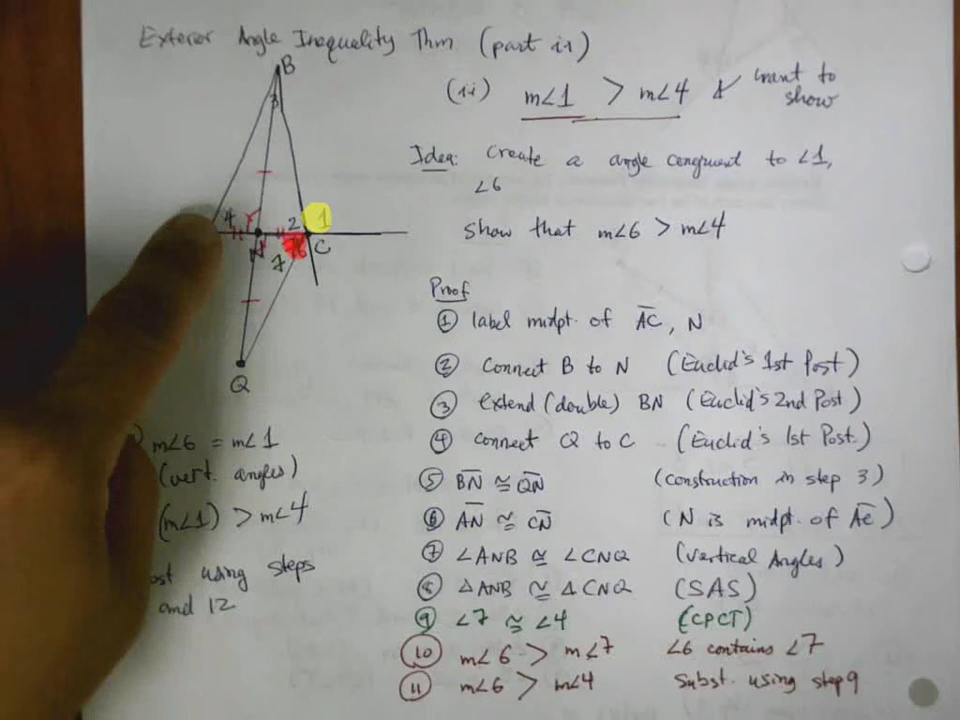 Exterior Angle Inequality Thm (part ii)
(ii) m∠1 > m∠4 want to show
Idea: Create a angle congruent to ∠1,
∠6
show that m∠6 > m∠4
B
3
4
2
1
7
6
C
Q
Proof
① label midpt. of AC, N
② Connect B to N (Euclid's 1st Post)
③ extend (double) BN (Euclid's 2nd Post)
④ connect Q to C (Euclid's 1st Post.)
⑤ BN ≅ QN (construction in step 3)
⑥ AN ≅ CN (N is midpt. of AC)
⑦ ∠ANB ≅ ∠CNQ (vertical Angles)
⑧ △ANB ≅ △CNQ (SAS)
⑨ ∠7 ≅ ∠4 (CPCT)
⑩ m∠6 > m∠7 ∠6 contains ∠7
⑪ m∠6 > m∠4 Subst. using step 9
) m∠6 = m∠1
(vert. angles)
(m∠1) > m∠4
using steps
and 12